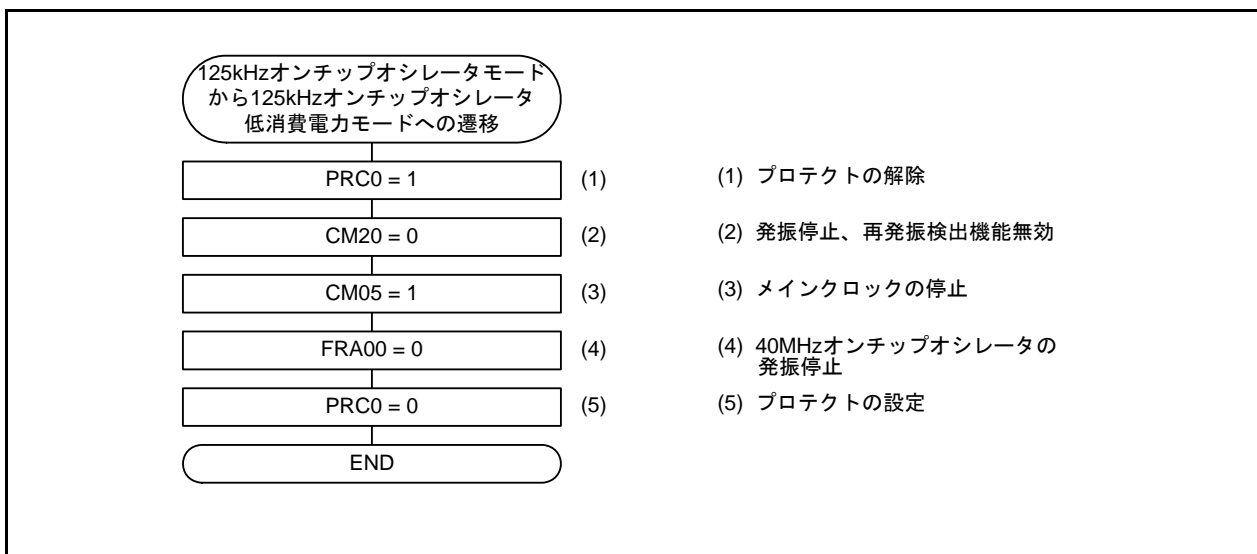 125kHzオンチップオシレータモード
から125kHzオンチップオシレータ
低消費電力モードへの遷移
PRC0 = 1
(1)
(1) プロテクトの解除
CM20 = 0
(2)
(2) 発振停止、再発振検出機能無効
CM05 = 1
(3)
(3) メインクロックの停止
FRA00 = 0
(4)
(4) 40MHzオンチップオシレータの
発振停止
PRC0 = 0
(5)
(5) プロテクトの設定
END